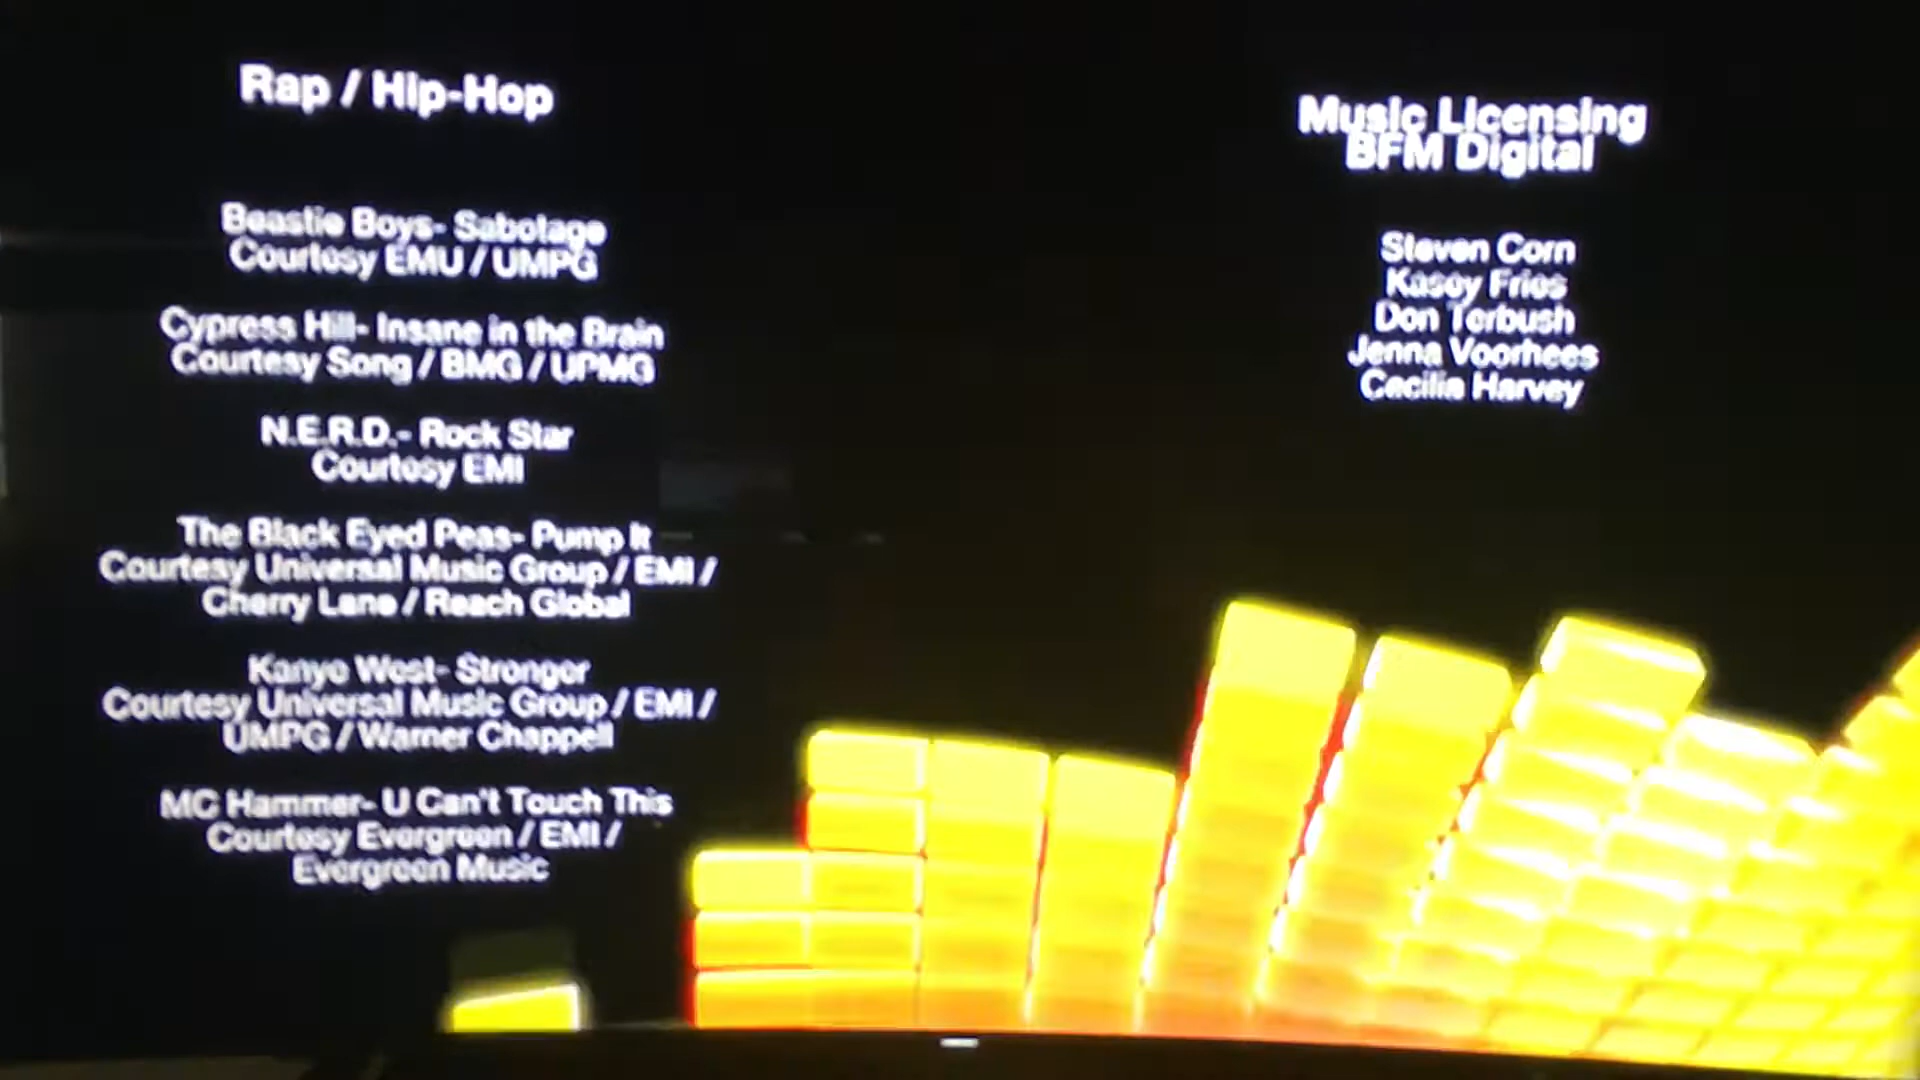 Rap / Hip-Hop
Beastie Boys- Sabotage
Courtesy EMU / UMPG
Cypress Hill- Insane in the Brain
Courtesy Song / BMG / UPMG
N.E.R.D.- Rock Star
Courtesy EMI
The Black Eyed Peas- Pump It
Courtesy Universal Music Group / EMI /
Cherry Lane / Reach Global
Kanye West- Stronger
Courtesy Universal Music Group / EMI /
UMPG / Warner Chappell
MC Hammer- U Can't Touch This
Courtesy Evergreen / EMI /
Evergreen Music
Music Licensing
BFM Digital
Steven Corn
Kasey Fries
Don Terbush
Jenna Voorhees
Cecilia Harvey